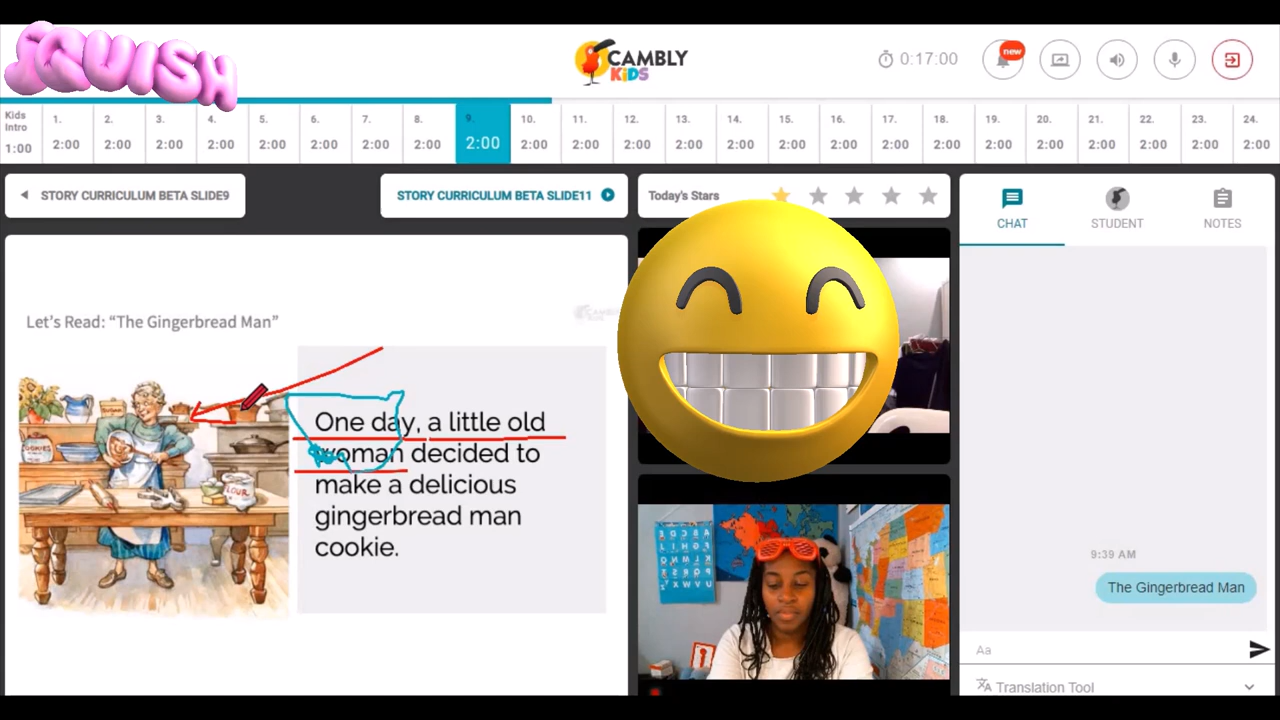 SQUISH
CAMBLY
KiDS
0:17:00
new
Kids Intro 1:00
1. 2:00
2. 2:00
3. 2:00
4. 2:00
5. 2:00
6. 2:00
7. 2:00
8. 2:00
9. 2:00
10. 2:00
11. 2:00
12. 2:00
13. 2:00
14. 2:00
15. 2:00
16. 2:00
17. 2:00
18. 2:00
19. 2:00
20. 2:00
21. 2:00
22. 2:00
23. 2:00
24. 2:00
STORY CURRICULUM BETA SLIDE9
STORY CURRICULUM BETA SLIDE11
Today's Stars
CHAT
STUDENT
NOTES
Let's Read: “The Gingerbread Man”
One day, a little old
woman decided to
make a delicious
gingerbread man
cookie.
SUGAR
COOKIES
FLOUR
9:39 AM
The Gingerbread Man
Aa
Translation Tool